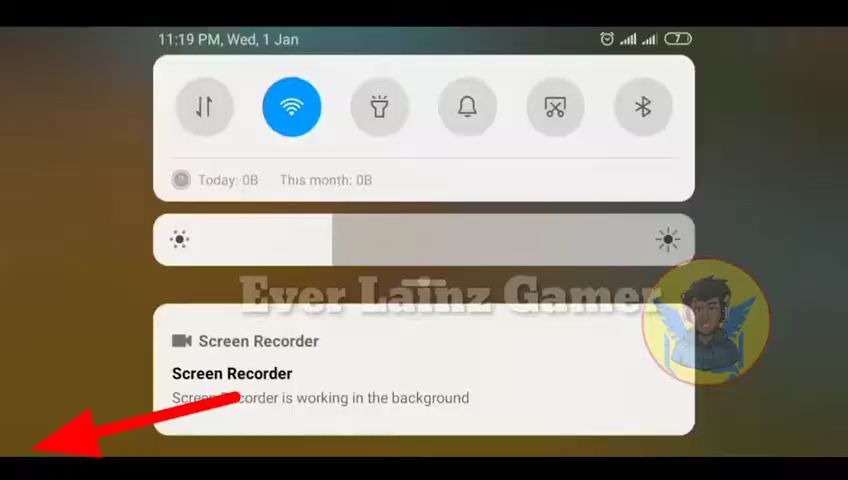 11:19 PM, Wed, 1 Jan
7
Today: 0B This month: 0B
Ever Lainz Gamer
Screen Recorder
Screen Recorder
Screen Recorder is working in the background